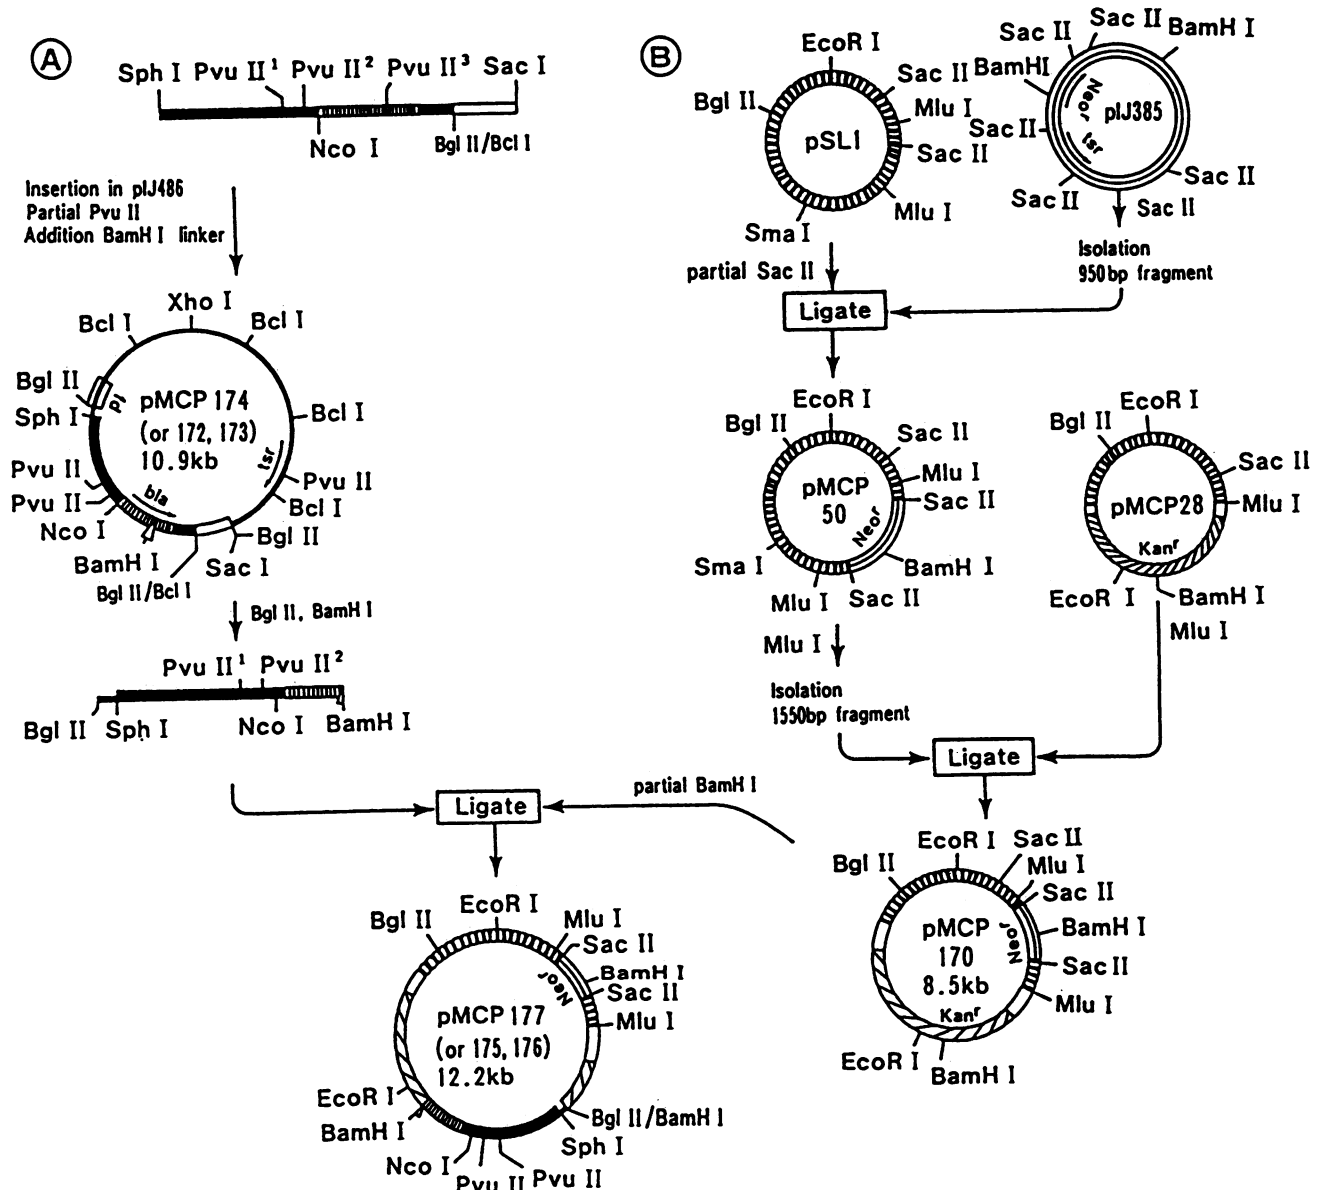 A
Sph I Pvu II¹ Pvu II² Pvu II³ Sac I
Nco I Bgl II/Bcl I
Insertion in pIJ486
Partial Pvu II
Addition BamH I linker
Xho I
Bcl I
Bcl I
Bgl II
Pj
Sph I
pMCP 174
(or 172, 173)
10.9kb
Bcl I
tsr
Pvu II
Pvu II
bla
Pvu II
Bcl I
Nco I
Bgl II
BamH I
Sac I
Bgl II/Bcl I
Bgl II, BamH I
Pvu II¹ Pvu II²
Bgl II Sph I Nco I BamH I
B
EcoR I
Bgl II
Sac II
Mlu I
pSL1
Sac II
Mlu I
Sma I
Sac II
Sac II
BamH I
BamHI
Neor
pIJ385
Sac II
tsr
Sac II
Sac II
Sac II
Isolation
950bp fragment
partial Sac II
Ligate
EcoR I
Bgl II
Sac II
Mlu I
pMCP
50
Sac II
Neor
Sma I
BamH I
Mlu I Sac II
EcoR I
Bgl II
Sac II
pMCP28
Mlu I
Kanr
EcoR I
BamH I
Mlu I
Mlu I
Isolation
1550bp fragment
Ligate
EcoR I Sac II
Bgl II
Mlu I
Sac II
pMCP
170
8.5kb
Neor
BamH I
Sac II
Kanr
Mlu I
EcoR I
BamH I
partial BamH I
Ligate
EcoR I
Bgl II
Mlu I
Sac II
BamH I
Neor
Sac II
pMCP 177
(or 175, 176)
12.2kb
Mlu I
EcoR I
BamH I
Bgl II/BamH I
Sph I
Nco I
Pvu II Pvu II